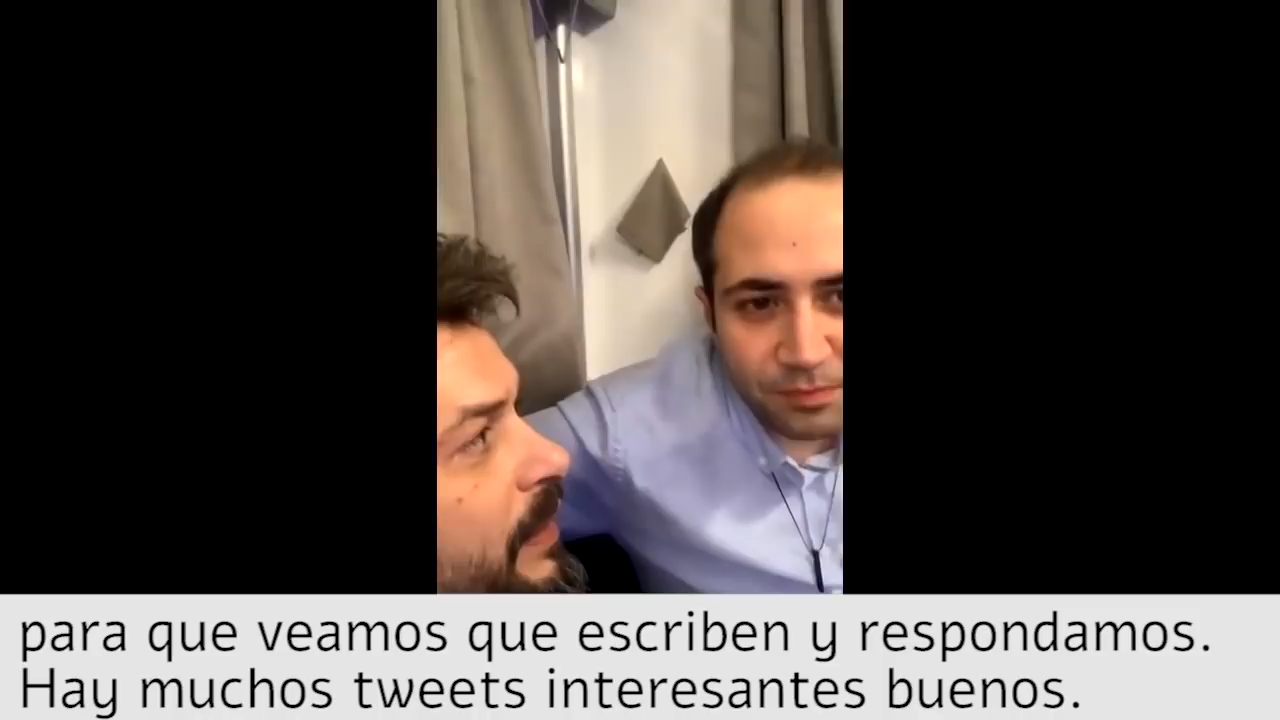 para que veamos que escriben y respondamos.
Hay muchos tweets interesantes buenos.